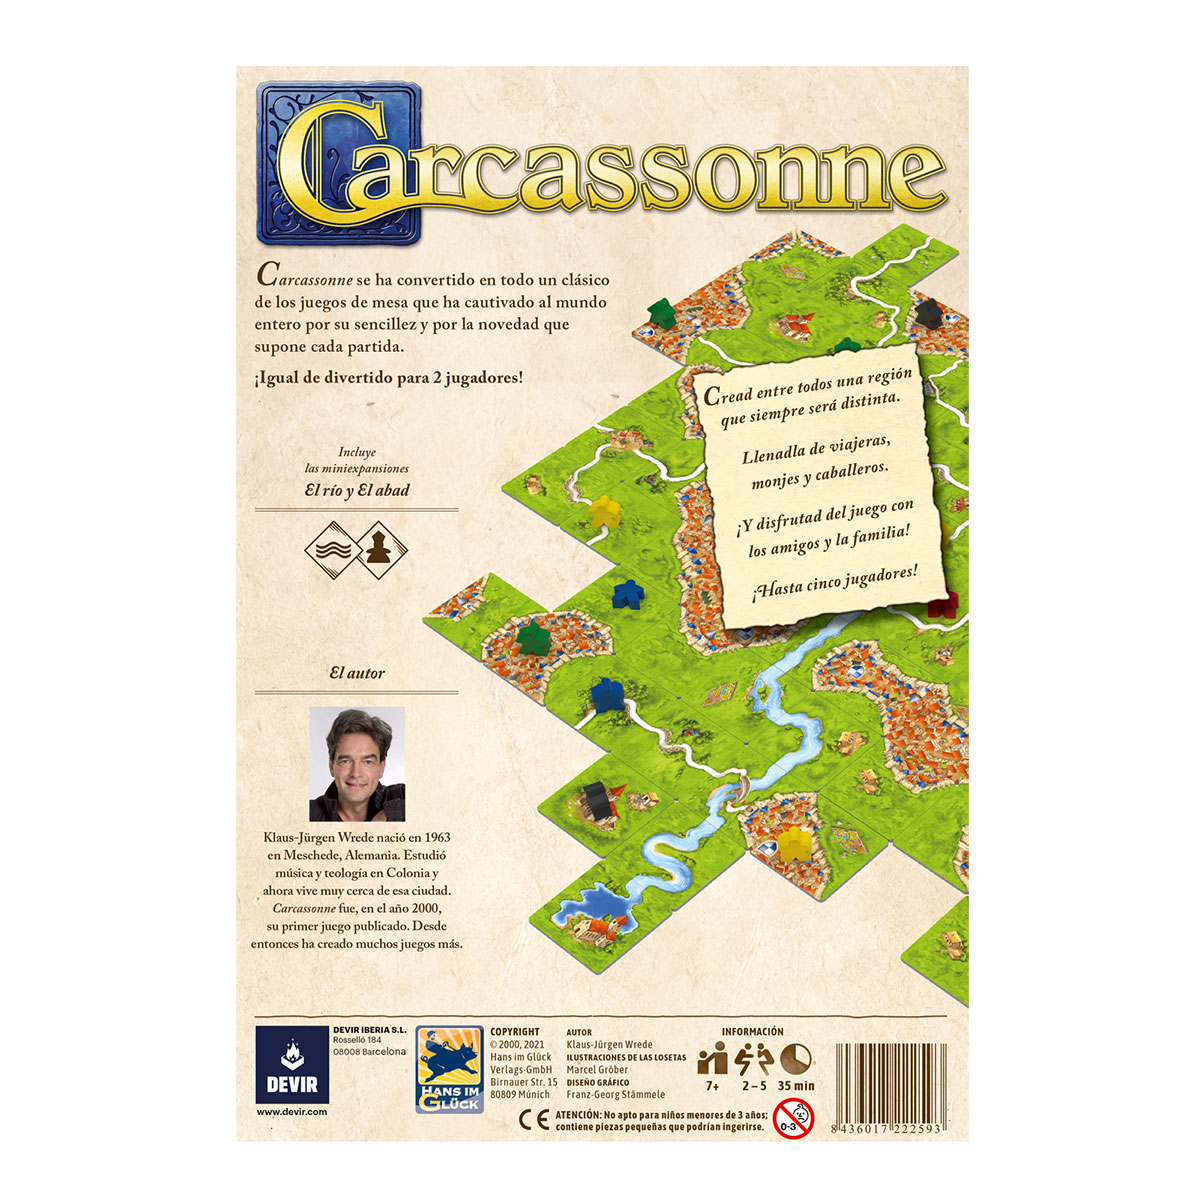 Carcassonne
Carcassonne se ha convertido en todo un clásico
de los juegos de mesa que ha cautivado al mundo
entero por su sencillez y por la novedad que
supone cada partida.
¡Igual de divertido para 2 jugadores!
Incluye
las miniexpansiones
El río y El abad
Cread entre todos una región
que siempre será distinta.
Llenadla de viajeras,
monjes y caballeros.
¡Y disfrutad del juego con
los amigos y la familia!
¡Hasta cinco jugadores!
El autor
Klaus-Jürgen Wrede nació en 1963
en Meschede, Alemania. Estudió
música y teología en Colonia y
ahora vive muy cerca de esa ciudad.
Carcassonne fue, en el año 2000,
su primer juego publicado. Desde
entonces ha creado muchos juegos más.
DEVIR
www.devir.com
DEVIR IBERIA S.L.
Rosselló 184
08008 Barcelona
HANS IM
GLÜCK
COPYRIGHT
© 2000, 2021
Hans im Glück
Verlags-GmbH
Birnauer Str. 15
80809 Múnich
AUTOR
Klaus-Jürgen Wrede
ILUSTRACIONES DE LAS LOSETAS
Marcel Gröber
DISEÑO GRÁFICO
Franz-Georg Stämmele
INFORMACIÓN
7+
2-5
35 min
CE
ATENCIÓN: No apto para niños menores de 3 años;
contiene piezas pequeñas que podrían ingerirse.
0-3
8 436017 222593